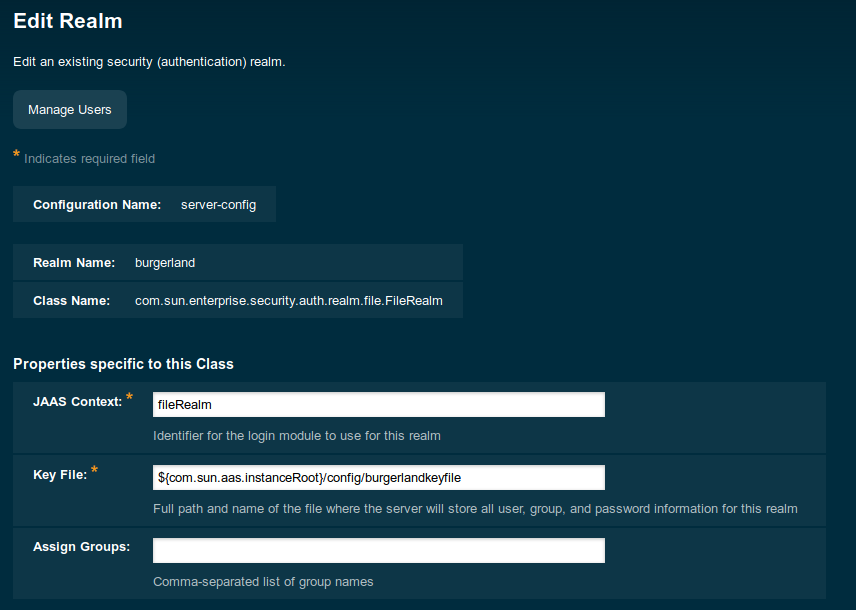 Edit Realm
Edit an existing security (authentication) realm.
Manage Users
* Indicates required field
Configuration Name: server-config
Realm Name: burgerland
Class Name: com.sun.enterprise.security.auth.realm.file.FileRealm
Properties specific to this Class
JAAS Context: * fileRealm
Identifier for the login module to use for this realm
Key File: * ${com.sun.aas.instanceRoot}/config/burgerlandkeyfile
Full path and name of the file where the server will store all user, group, and password information for this realm
Assign Groups:
Comma-separated list of group names